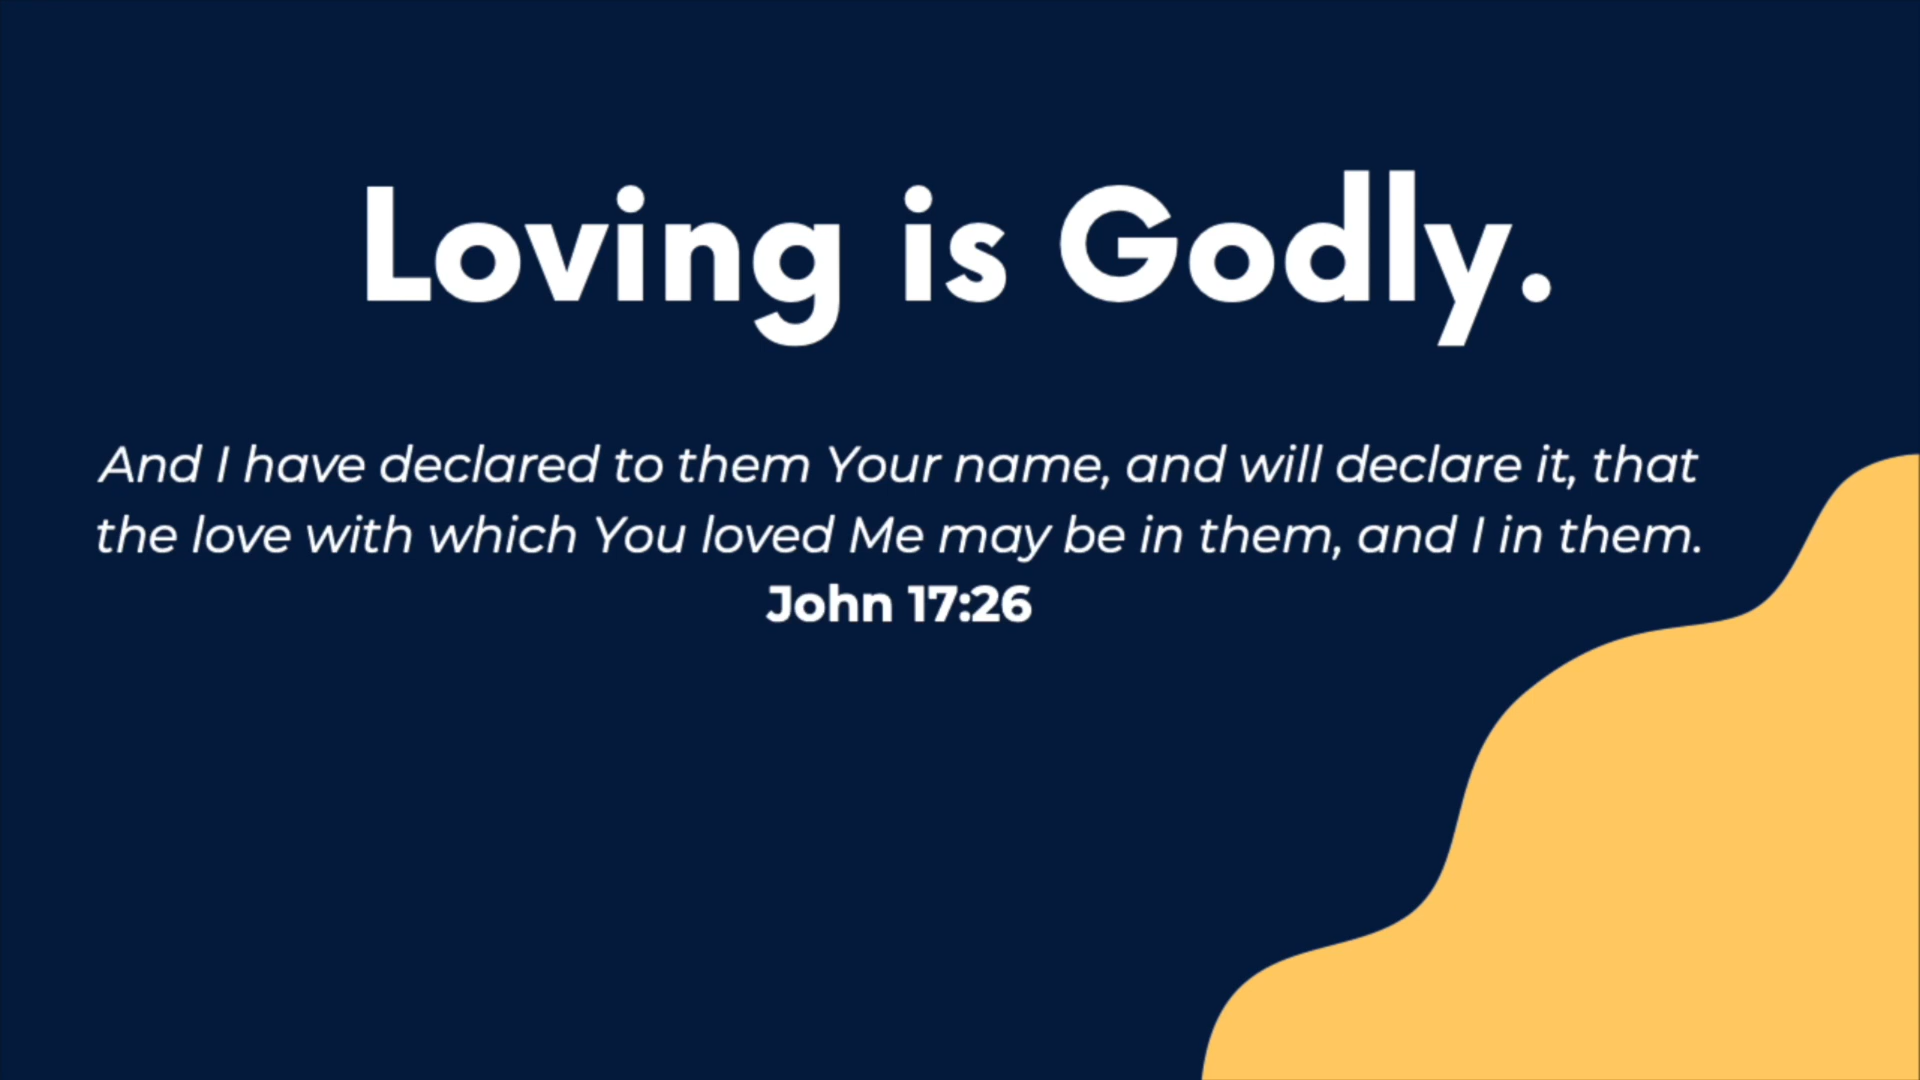 Loving is Godly.
And I have declared to them Your name, and will declare it, that
the love with which You loved Me may be in them, and I in them.
John 17:26